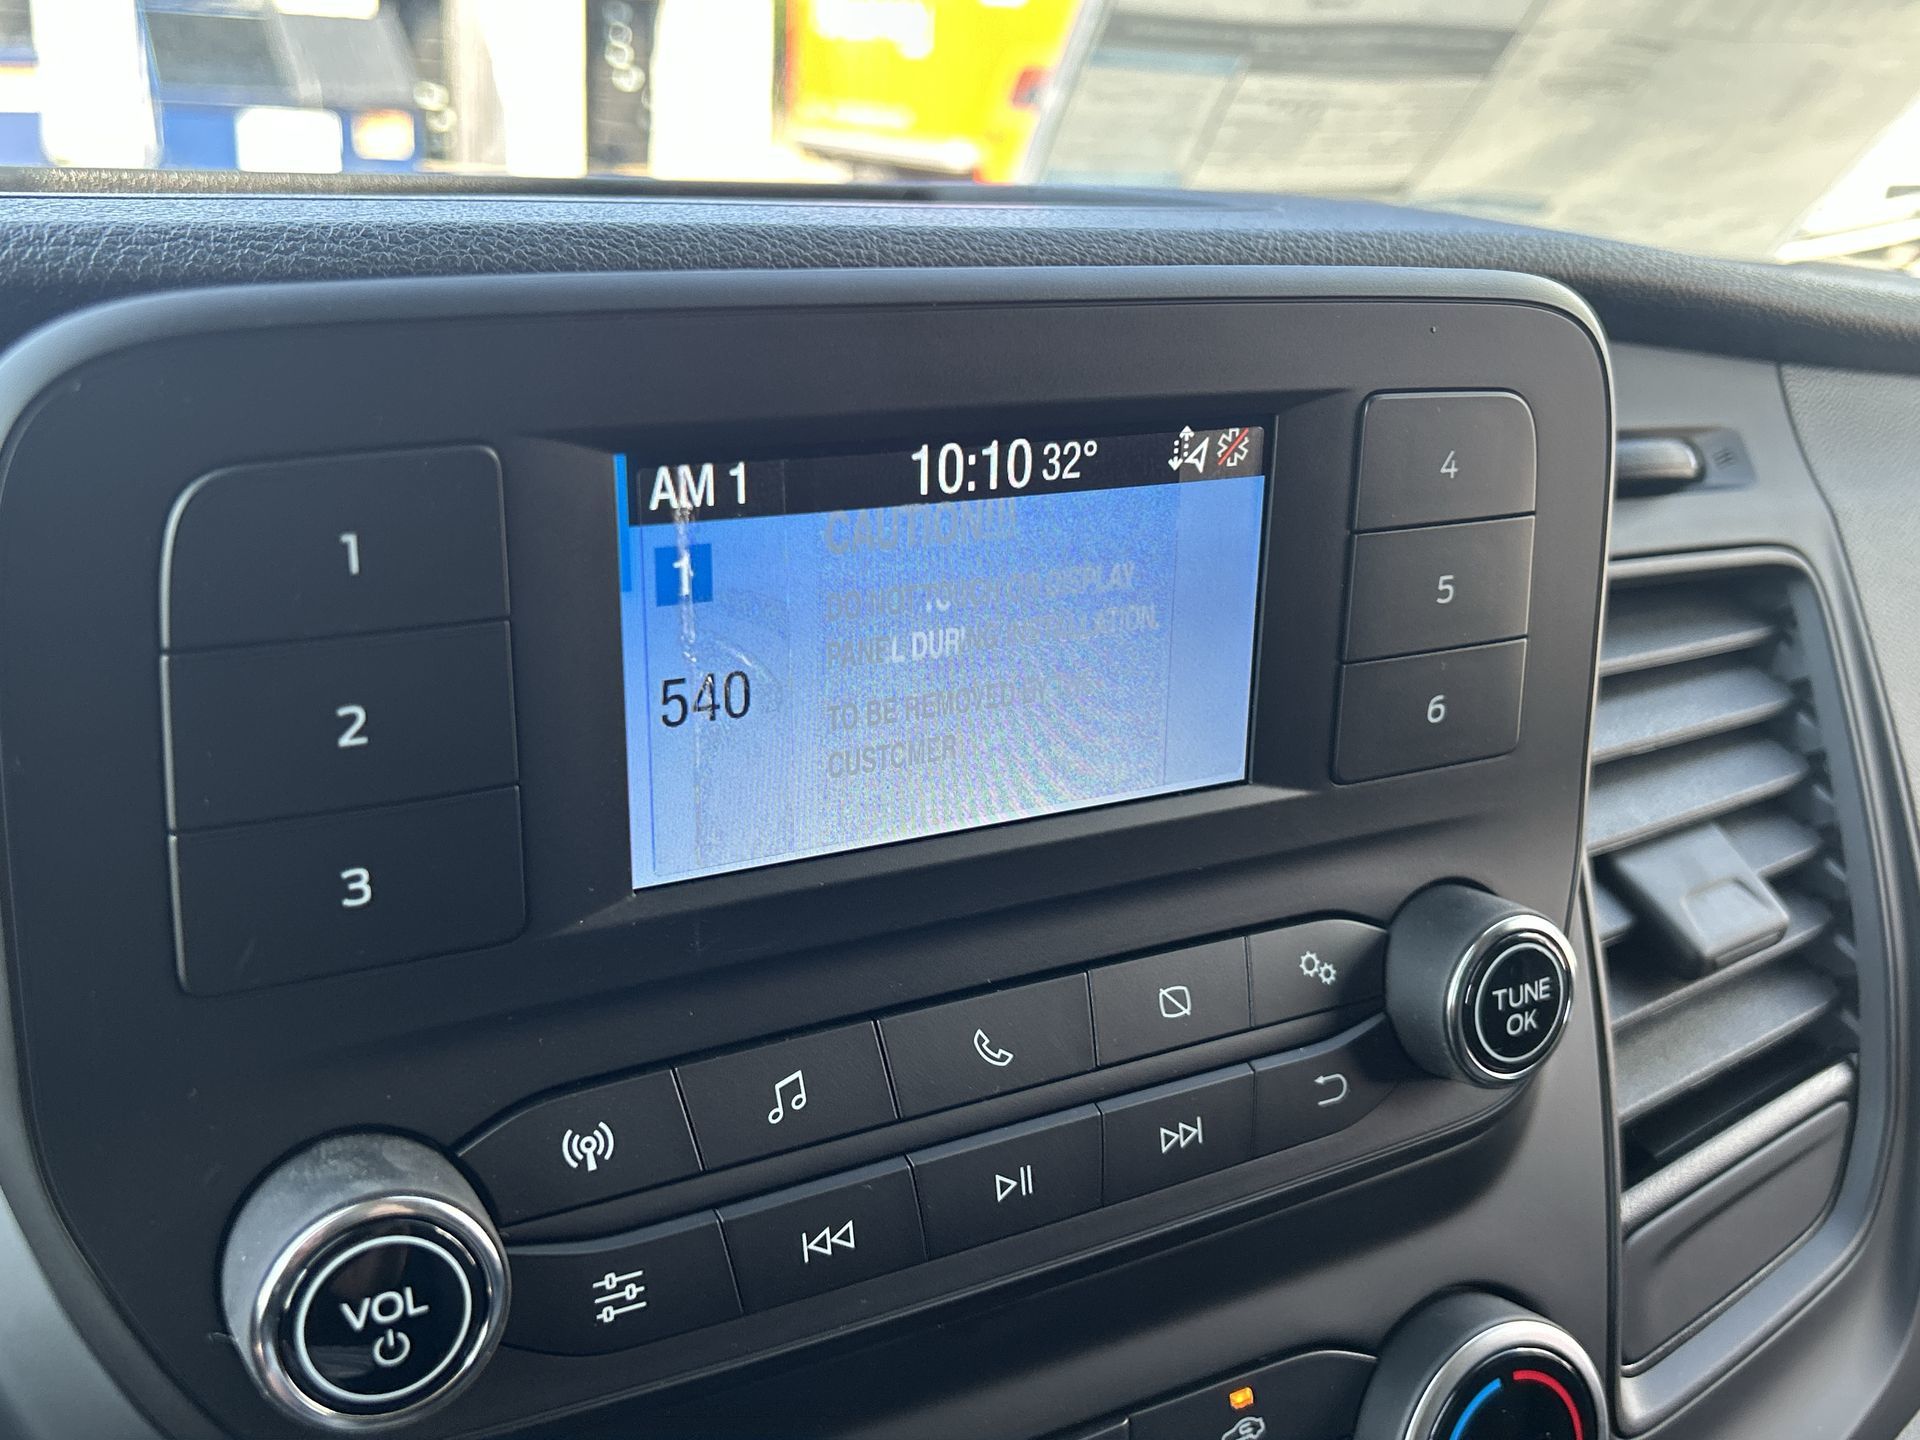 AM 1 10:10 32°
CAUTION!!!
1
DO NOT TOUCH OR DISPLAY
PANEL DURING INSTALLATION.
540
TO BE REMOVED BY
CUSTOMER
1
2
3
4
5
6
TUNE
OK
VOL